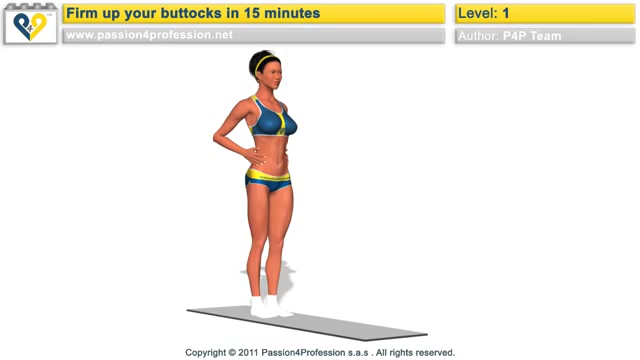 Firm up your buttocks in 15 minutes
Level: 1
www.passion4profession.net
Author: P4P Team
Copyright © 2011 Passion4Profession s.a.s . All rights reserved.